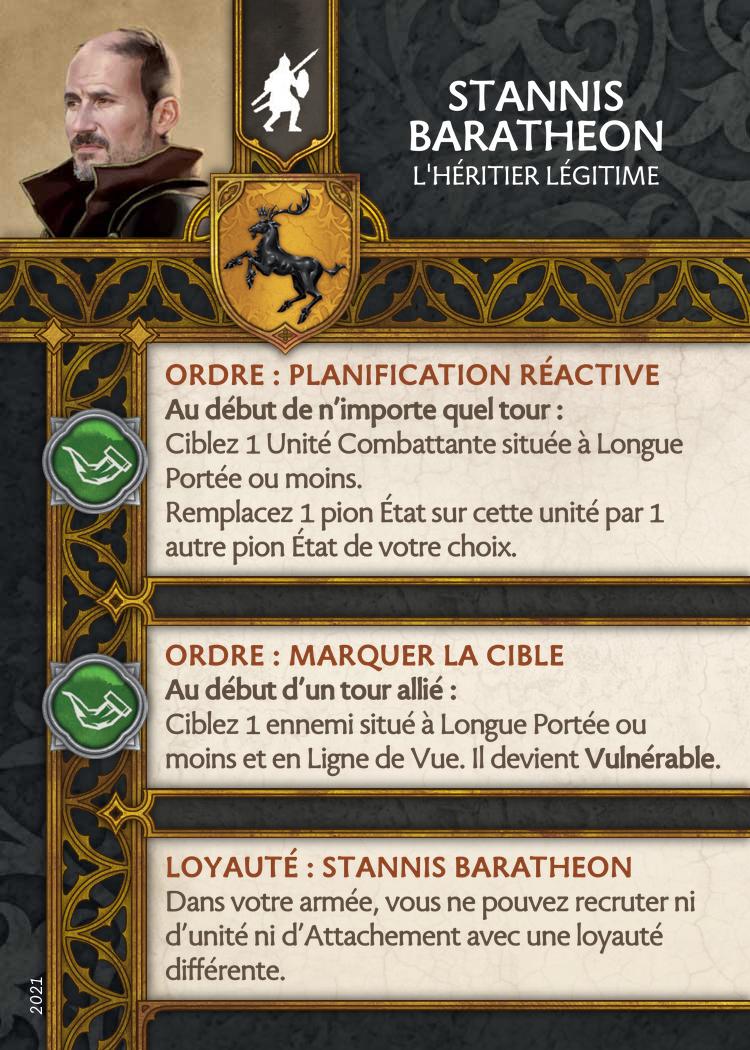 STANNIS
BARATHEON
L'HÉRITIER LÉGITIME
ORDRE : PLANIFICATION RÉACTIVE
Au début de n’importe quel tour :
Ciblez 1 Unité Combattante située à Longue
Portée ou moins.
Remplacez 1 pion État sur cette unité par 1
autre pion État de votre choix.
ORDRE : MARQUER LA CIBLE
Au début d’un tour allié :
Ciblez 1 ennemi situé à Longue Portée ou
moins et en Ligne de Vue. Il devient Vulnérable.
LOYAUTÉ : STANNIS BARATHEON
Dans votre armée, vous ne pouvez recruter ni
d’unité ni d’Attachement avec une loyauté
différente.
2021